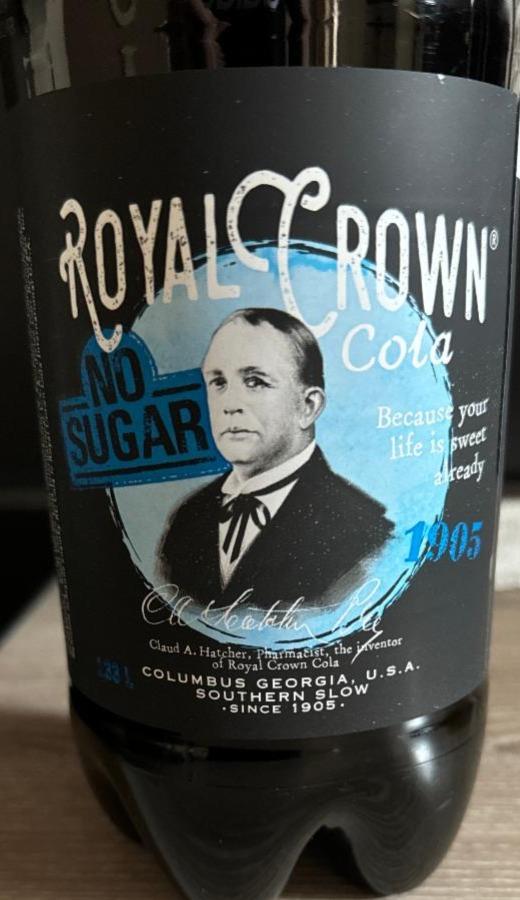 ROYAL CROWN®
Cola
NO
SUGAR
Because your
life is sweet
already
1905
Claud A. Hatcher, Pharmacist, the inventor
of Royal Crown Cola
1.33 L
COLUMBUS GEORGIA, U.S.A.
SOUTHERN SLOW
·SINCE 1905·